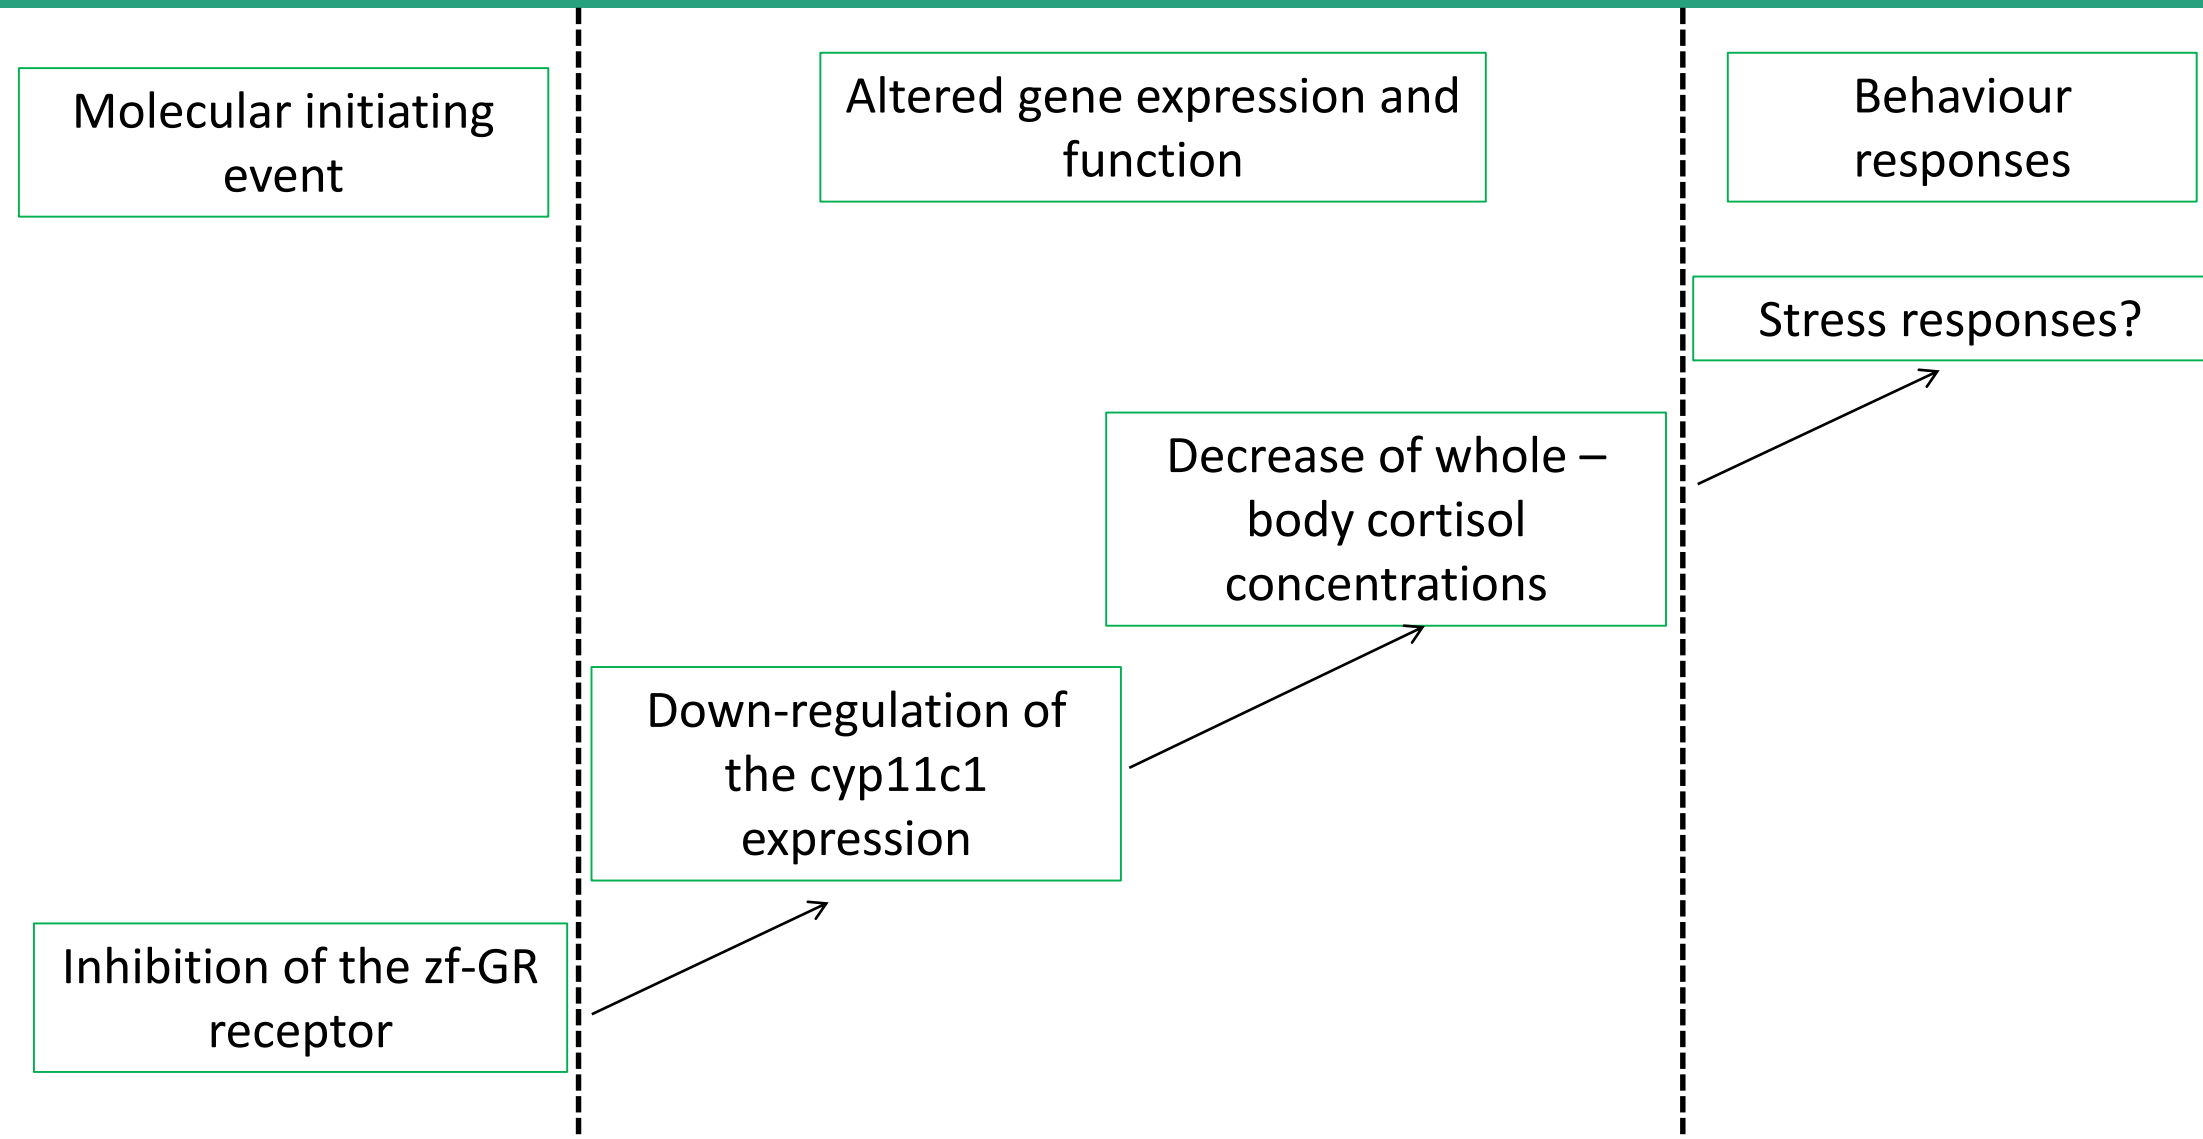 Molecular initiating
event
Altered gene expression and
function
Behaviour
responses
Stress responses?
Decrease of whole –
body cortisol
concentrations
Down-regulation of
the cyp11c1
expression
Inhibition of the zf-GR
receptor